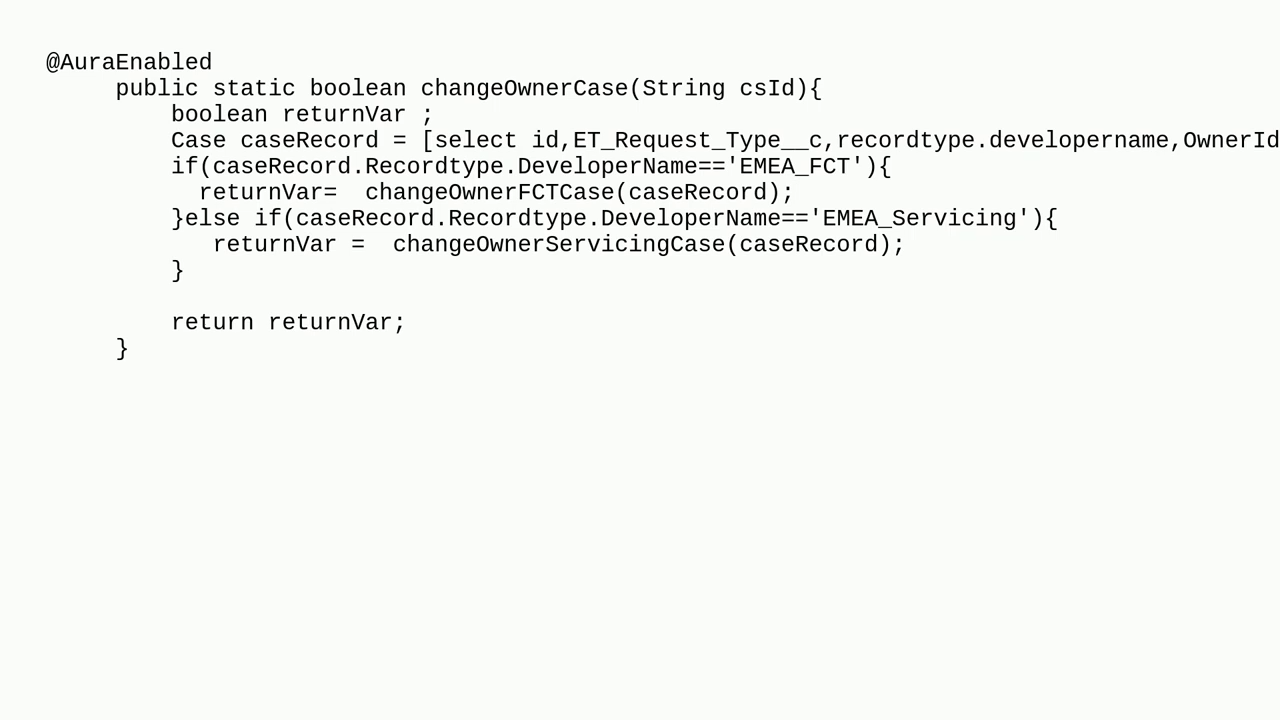 @AuraEnabled
public static boolean changeOwnerCase(String csId){
boolean returnVar ;
Case caseRecord = [select id,ET_Request_Type__c,recordtype.developername,OwnerId
if(caseRecord.Recordtype.DeveloperName=='EMEA_FCT'){
returnVar=  changeOwnerFCTCase(caseRecord);
}else if(caseRecord.Recordtype.DeveloperName=='EMEA_Servicing'){
returnVar =  changeOwnerServicingCase(caseRecord);
}
return returnVar;
}